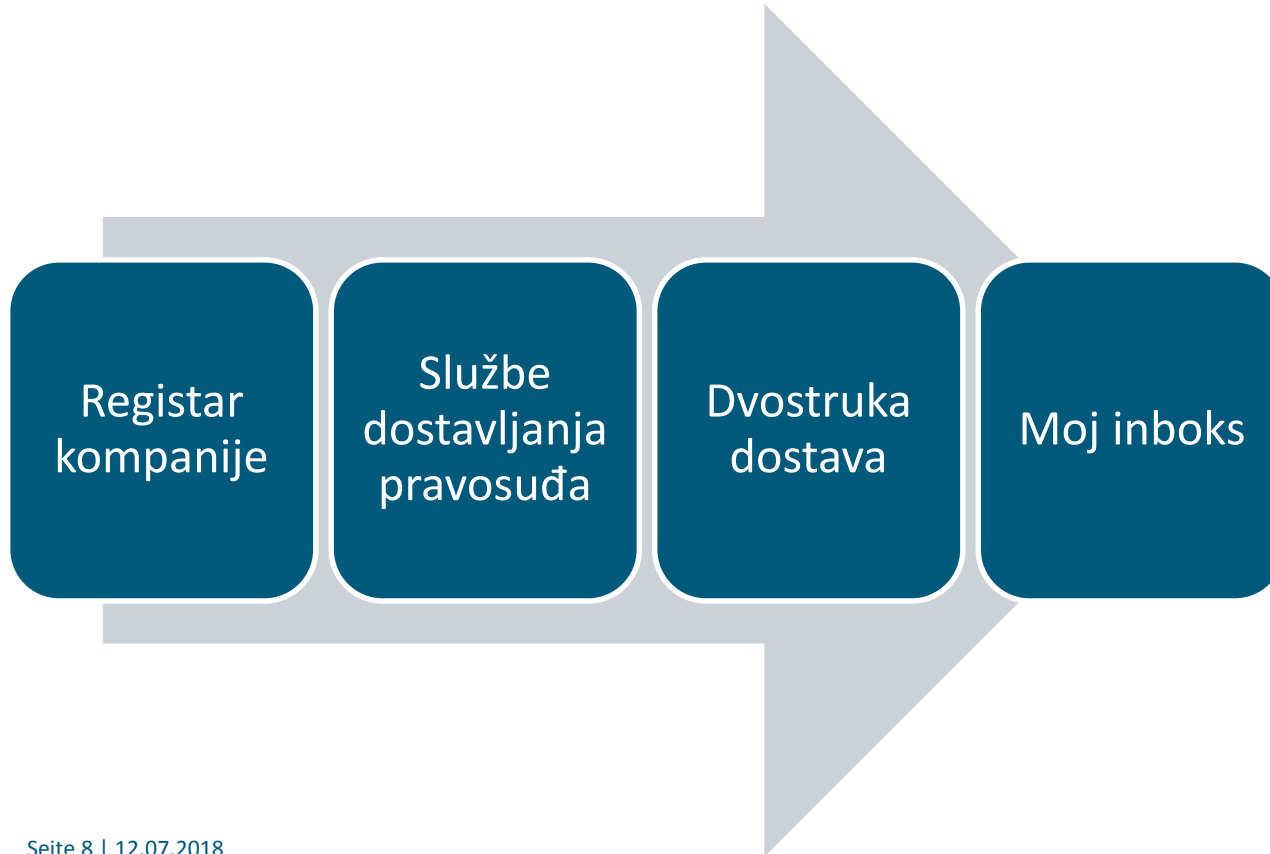 Registar
kompanije
Službe
dostavljanja
pravosuđa
Dvostruka
dostava
Moj inboks
Seite 8 | 12.07.2018